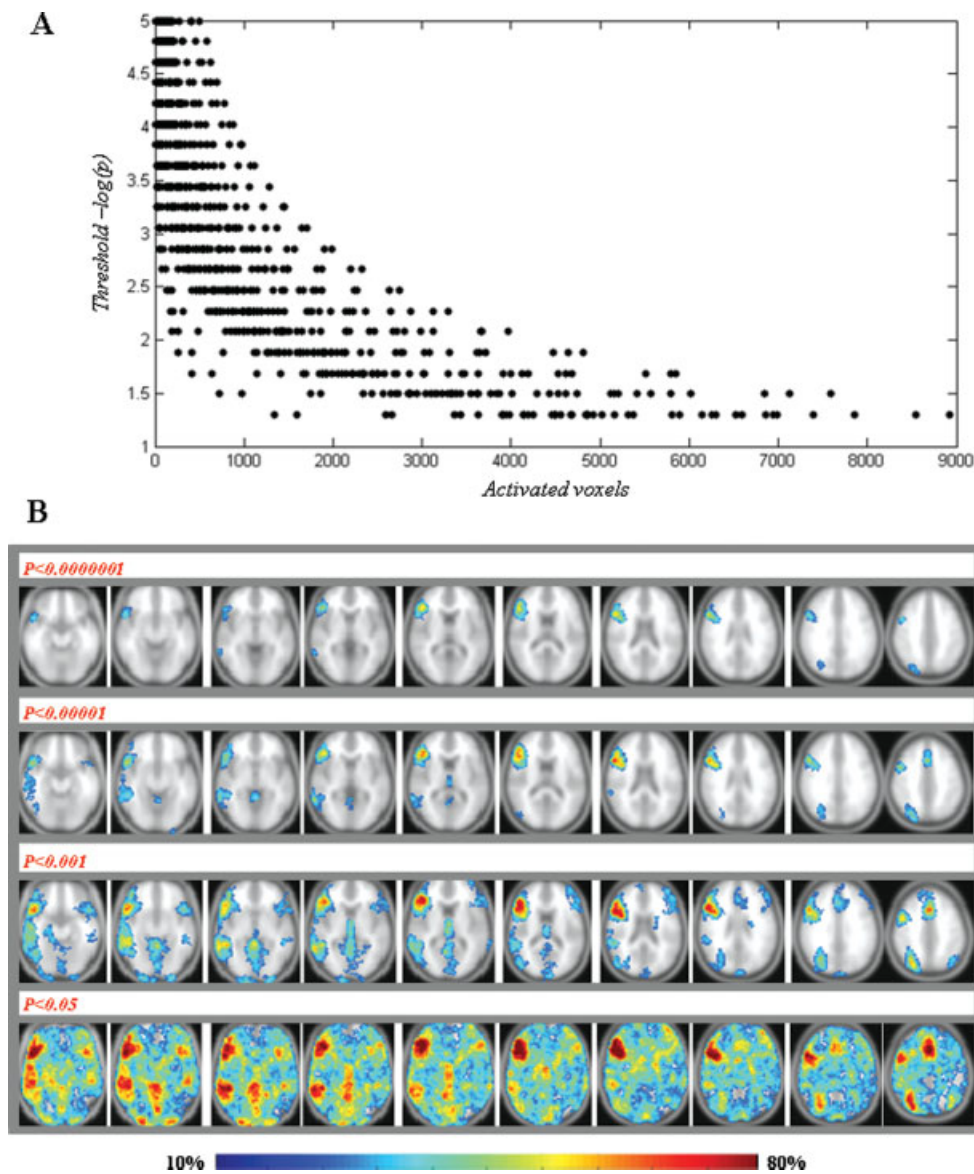 A
5
4.5
4
3.5
3
2.5
2
1.5
1
Threshold –log(p)
0 1000 2000 3000 4000 5000 6000 7000 8000 9000
Activated voxels
B
P<0.0000001
P<0.00001
P<0.001
P<0.05
10% 80%